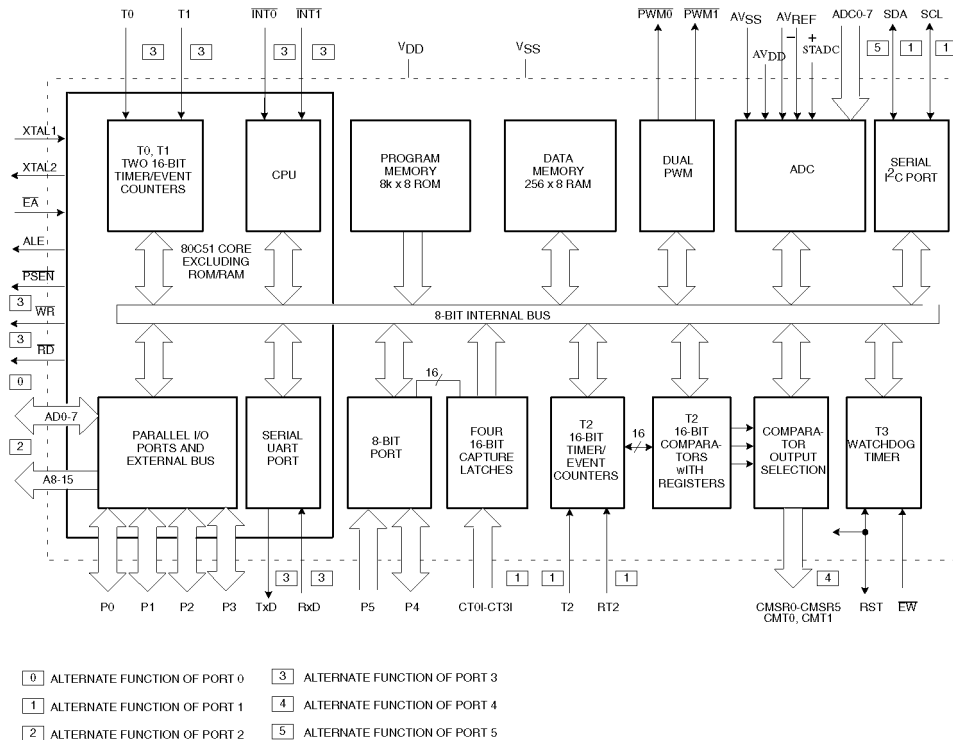 T0 T1 INT0 INT1 PWM0 PWM1 AVSS AVREF ADC0-7 SDA SCL
3 3 3 3 VDD VSS AVDD − + STADC 5 1 1
XTAL1
XTAL2
EA
ALE
PSEN
3
WR
3
RD
0
AD0-7
2
A8-15
T0, T1
TWO 16-BIT
TIMER/EVENT
COUNTERS
CPU
PROGRAM
MEMORY
8k x 8 ROM
DATA
MEMORY
256 x 8 RAM
DUAL
PWM
ADC
SERIAL
I2C PORT
80C51 CORE
EXCLUDING
ROM/RAM
8-BIT INTERNAL BUS
PARALLEL I/O
PORTS AND
EXTERNAL BUS
SERIAL
UART
PORT
8-BIT
PORT
16
FOUR
16-BIT
CAPTURE
LATCHES
T2
16-BIT
TIMER/
EVENT
COUNTERS
16
T2
16-BIT
COMPARA-
TORS
WITH
REGISTERS
COMPARA-
TOR
OUTPUT
SELECTION
T3
WATCHDOG
TIMER
3 3 1 1 1 4
P0 P1 P2 P3 TxD RxD P5 P4 CT0I-CT3I T2 RT2 CMSR0-CMSR5 RST EW
CMT0, CMT1
0 ALTERNATE FUNCTION OF PORT 0
1 ALTERNATE FUNCTION OF PORT 1
2 ALTERNATE FUNCTION OF PORT 2
3 ALTERNATE FUNCTION OF PORT 3
4 ALTERNATE FUNCTION OF PORT 4
5 ALTERNATE FUNCTION OF PORT 5